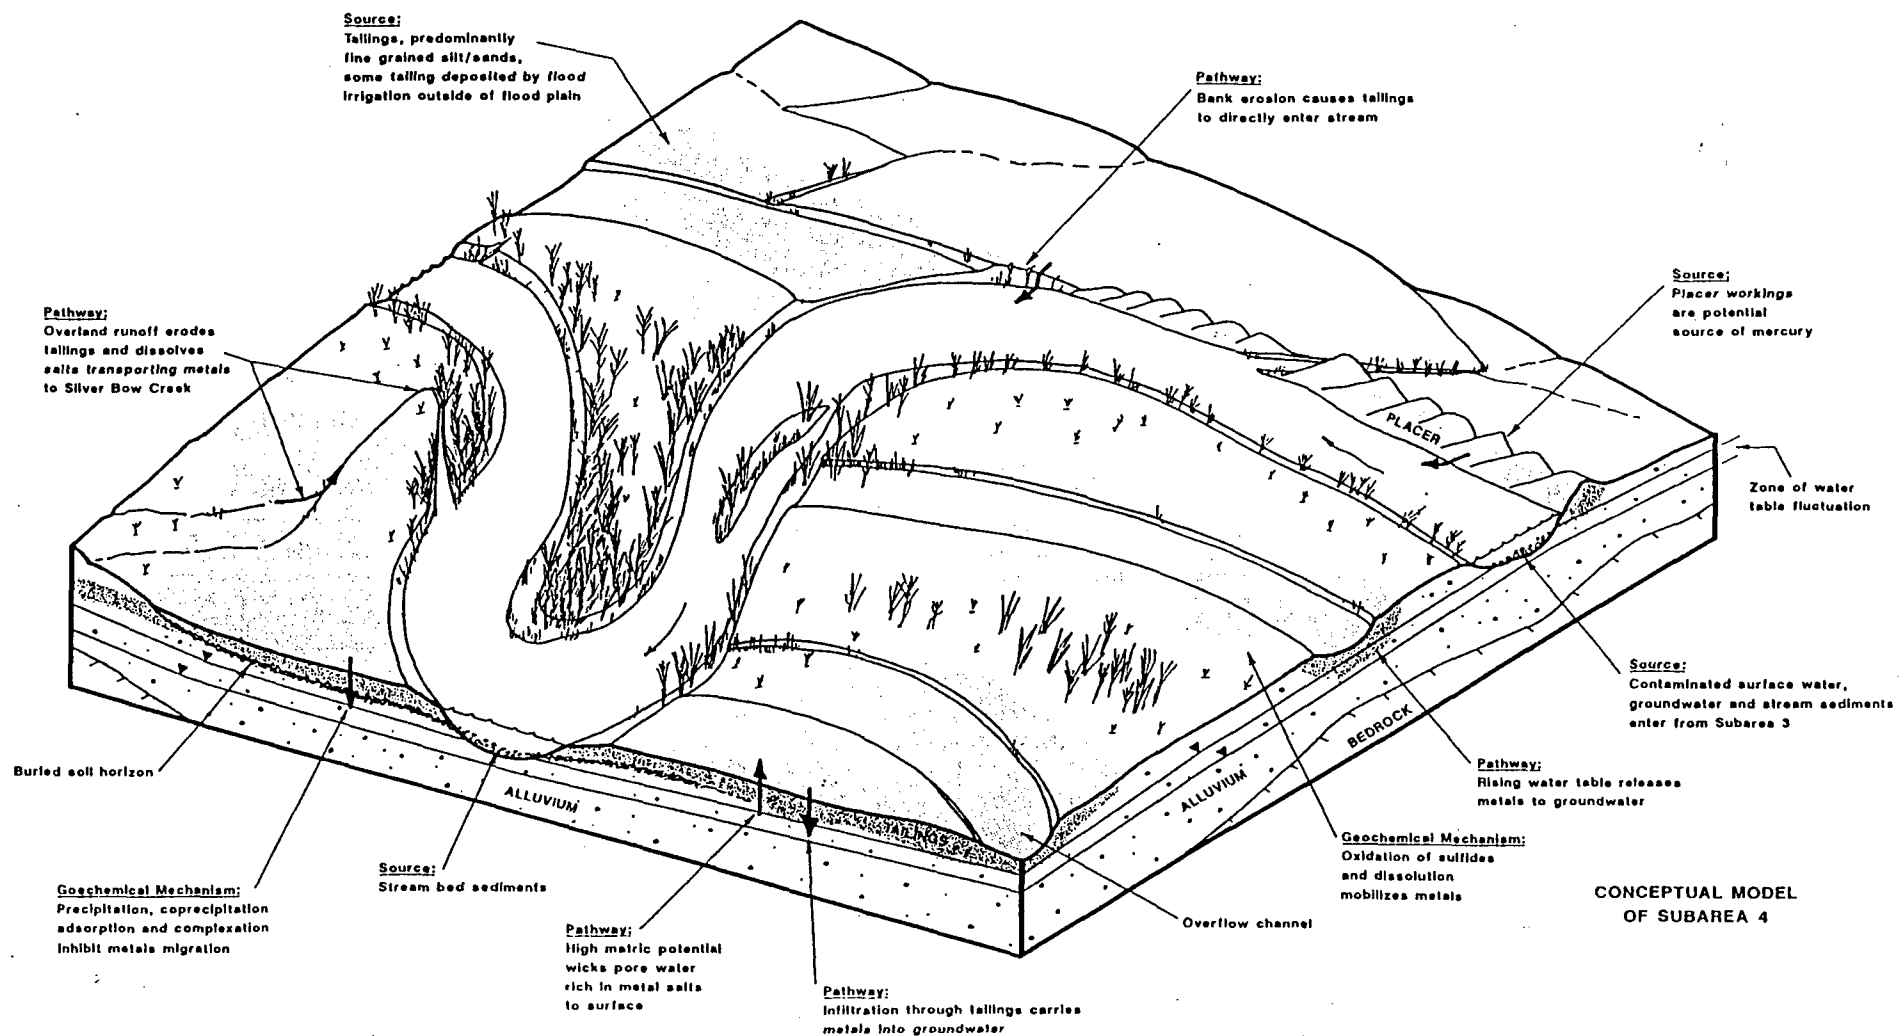 Source:
Tailings, predominantly
fine grained silt/sands,
some tailing deposited by flood
irrigation outside of flood plain
Pathway:
Bank erosion causes tailings
to directly enter stream
Source:
Placer workings
are potential
source of mercury
Pathway:
Overland runoff erodes
tailings and dissolves
salts transporting metals
to Silver Bow Creek
PLACER
Zone of water
table fluctuation
Source:
Contaminated surface water,
groundwater and stream sediments
enter from Subarea 3
BEDROCK
Pathway:
Rising water table releases
metals to groundwater
ALLUVIUM
Buried soil horizon
ALLUVIUM
TAILINGS
Geochemical Mechanism:
Oxidation of sulfides
and dissolution
mobilizes metals
Source:
Stream bed sediments
Goechemical Mechanism:
Precipitation, coprecipitation
adsorption and complexation
inhibit metals migration
Overflow channel
CONCEPTUAL MODEL
OF SUBAREA 4
Pathway:
High matric potential
wicks pore water
rich in metal salts
to surface
Pathway:
Infiltration through tailings carries
metals into groundwater